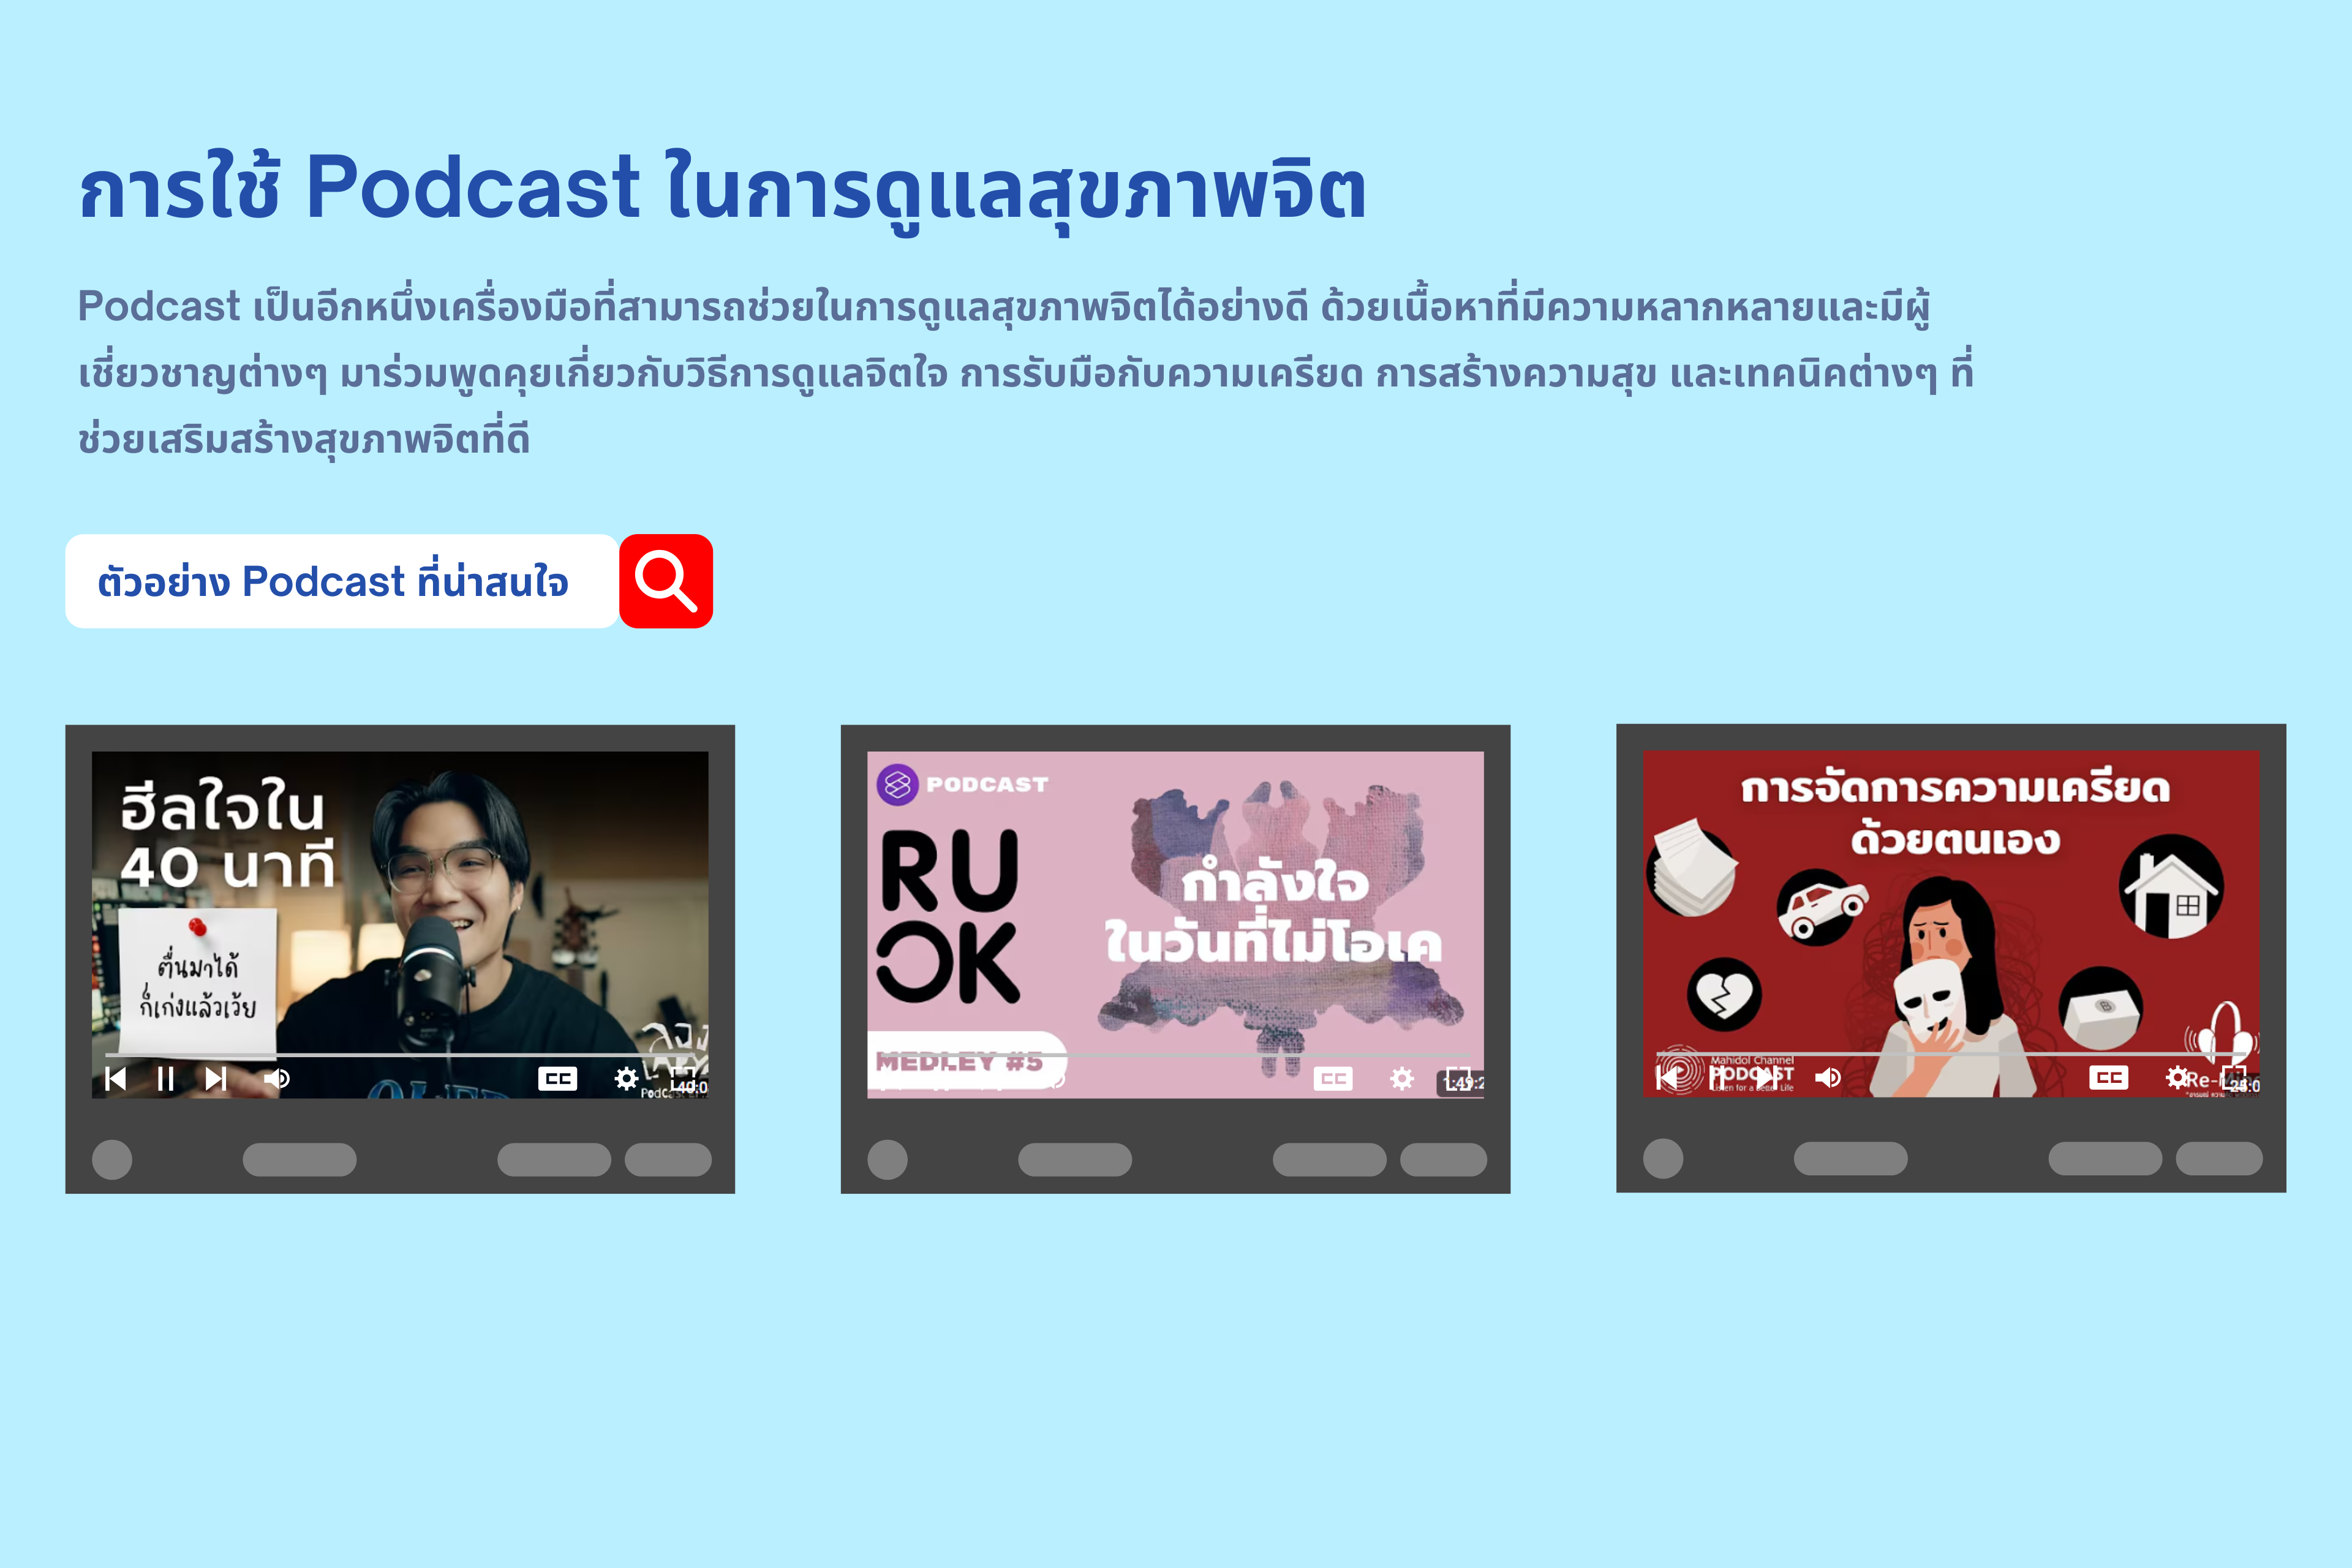 การใช้ Podcast ในการดูแลสุขภาพจิต
Podcast เป็นอีกหนึ่งเครื่องมือที่สามารถช่วยในการดูแลสุขภาพจิตได้อย่างดี ด้วยเนื้อหาที่มีความหลากหลายและมีผู้
เชี่ยวชาญต่างๆ มาร่วมพูดคุยเกี่ยวกับวิธีการดูแลจิตใจ การรับมือกับความเครียด การสร้างความสุข และเทคนิคต่างๆ ที่
ช่วยเสริมสร้างสุขภาพจิตที่ดี
ตัวอย่าง Podcast ที่น่าสนใจ
ฮีลใจใน
40 นาที
ตื่นมาได้
ก็เก่งแล้วเว้ย
CC
PODCAST
RU
OK
กำลังใจ
ในวันที่ไม่โอเค
MEDLEY #5
CC
การจัดการความเครียด
ด้วยตนเอง
Mahidol Channel
PODCAST
Listen for a Better Life
CC